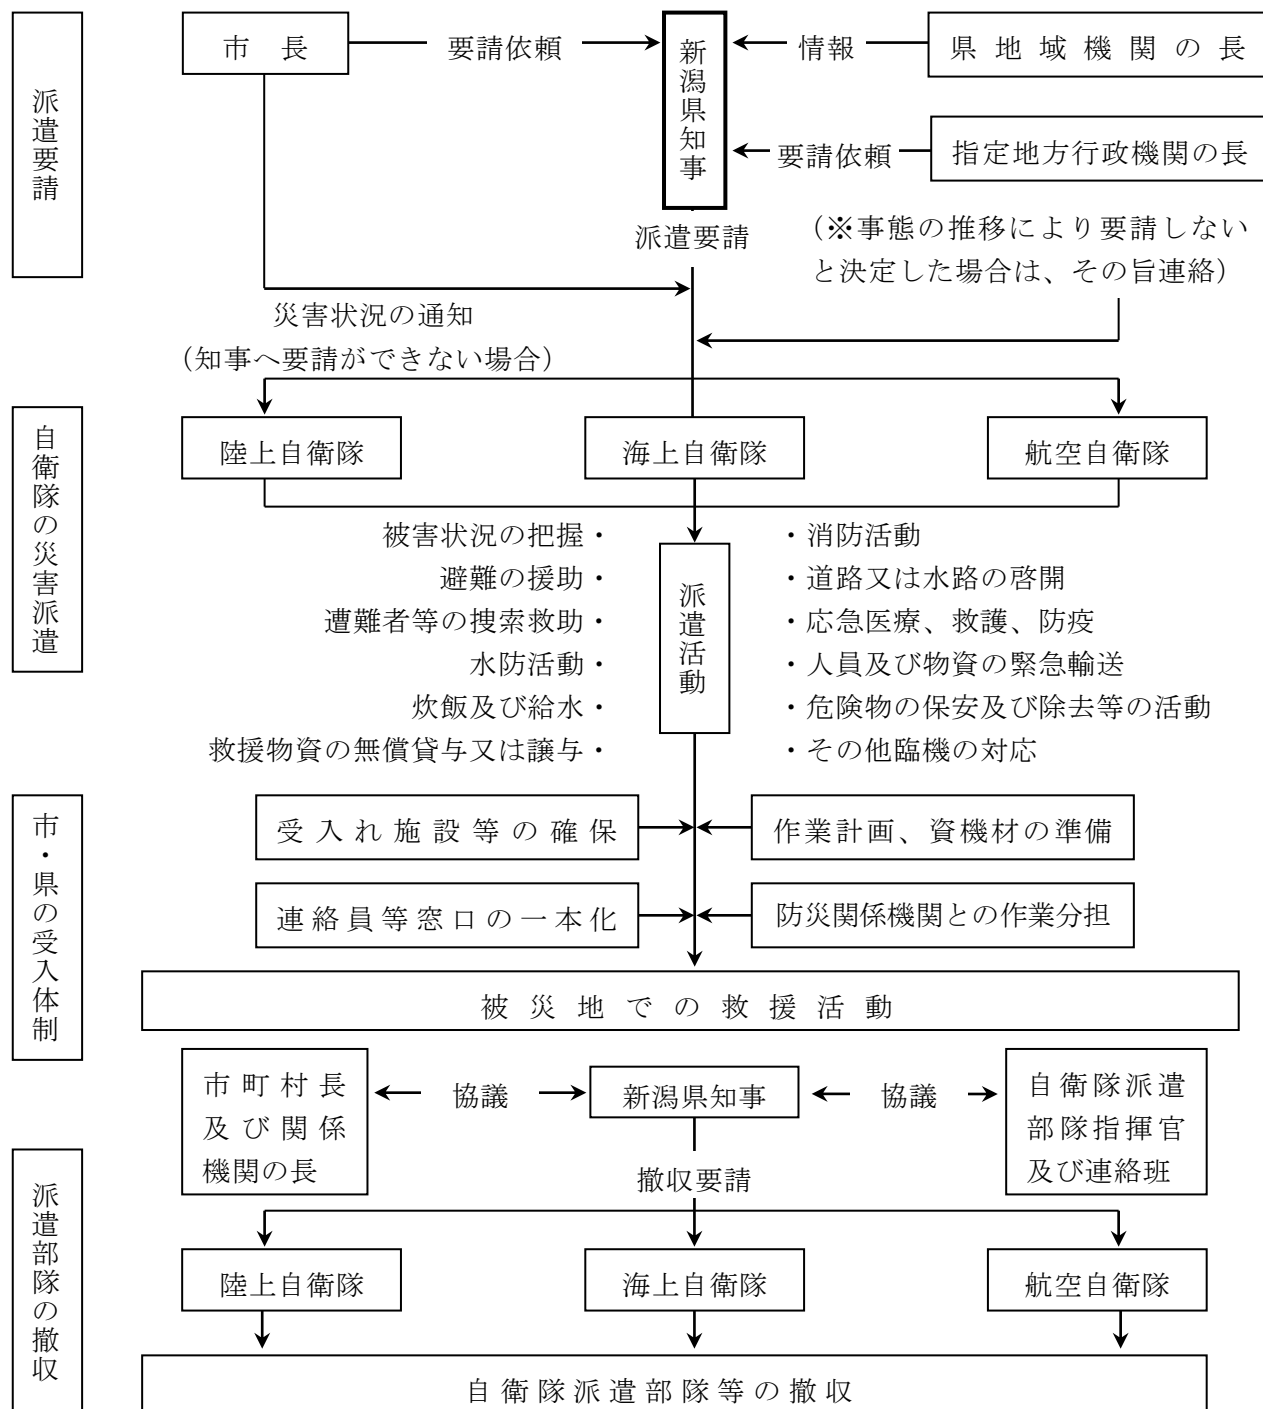 派遣要請
市　長
要請依頼
新潟県知事
情報
県地域機関の長
要請依頼
指定地方行政機関の長
派遣要請
（※事態の推移により要請しない
と決定した場合は、その旨連絡）
災害状況の通知
（知事へ要請ができない場合）
自衛隊の災害派遣
陸上自衛隊
海上自衛隊
航空自衛隊
派遣活動
被害状況の把握・
避難の援助・
遭難者等の捜索救助・
水防活動・
炊飯及び給水・
救援物資の無償貸与又は譲与・
・消防活動
・道路又は水路の啓開
・応急医療、救護、防疫
・人員及び物資の緊急輸送
・危険物の保安及び除去等の活動
・その他臨機の対応
市・県の受入体制
受入れ施設等の確保
作業計画、資機材の準備
連絡員等窓口の一本化
防災関係機関との作業分担
被災地での救援活動
市町村長
及び関係
機関の長
協議
新潟県知事
協議
自衛隊派遣
部隊指揮官
及び連絡班
派遣部隊の撤収
撤収要請
陸上自衛隊
海上自衛隊
航空自衛隊
自衛隊派遣部隊等の撤収